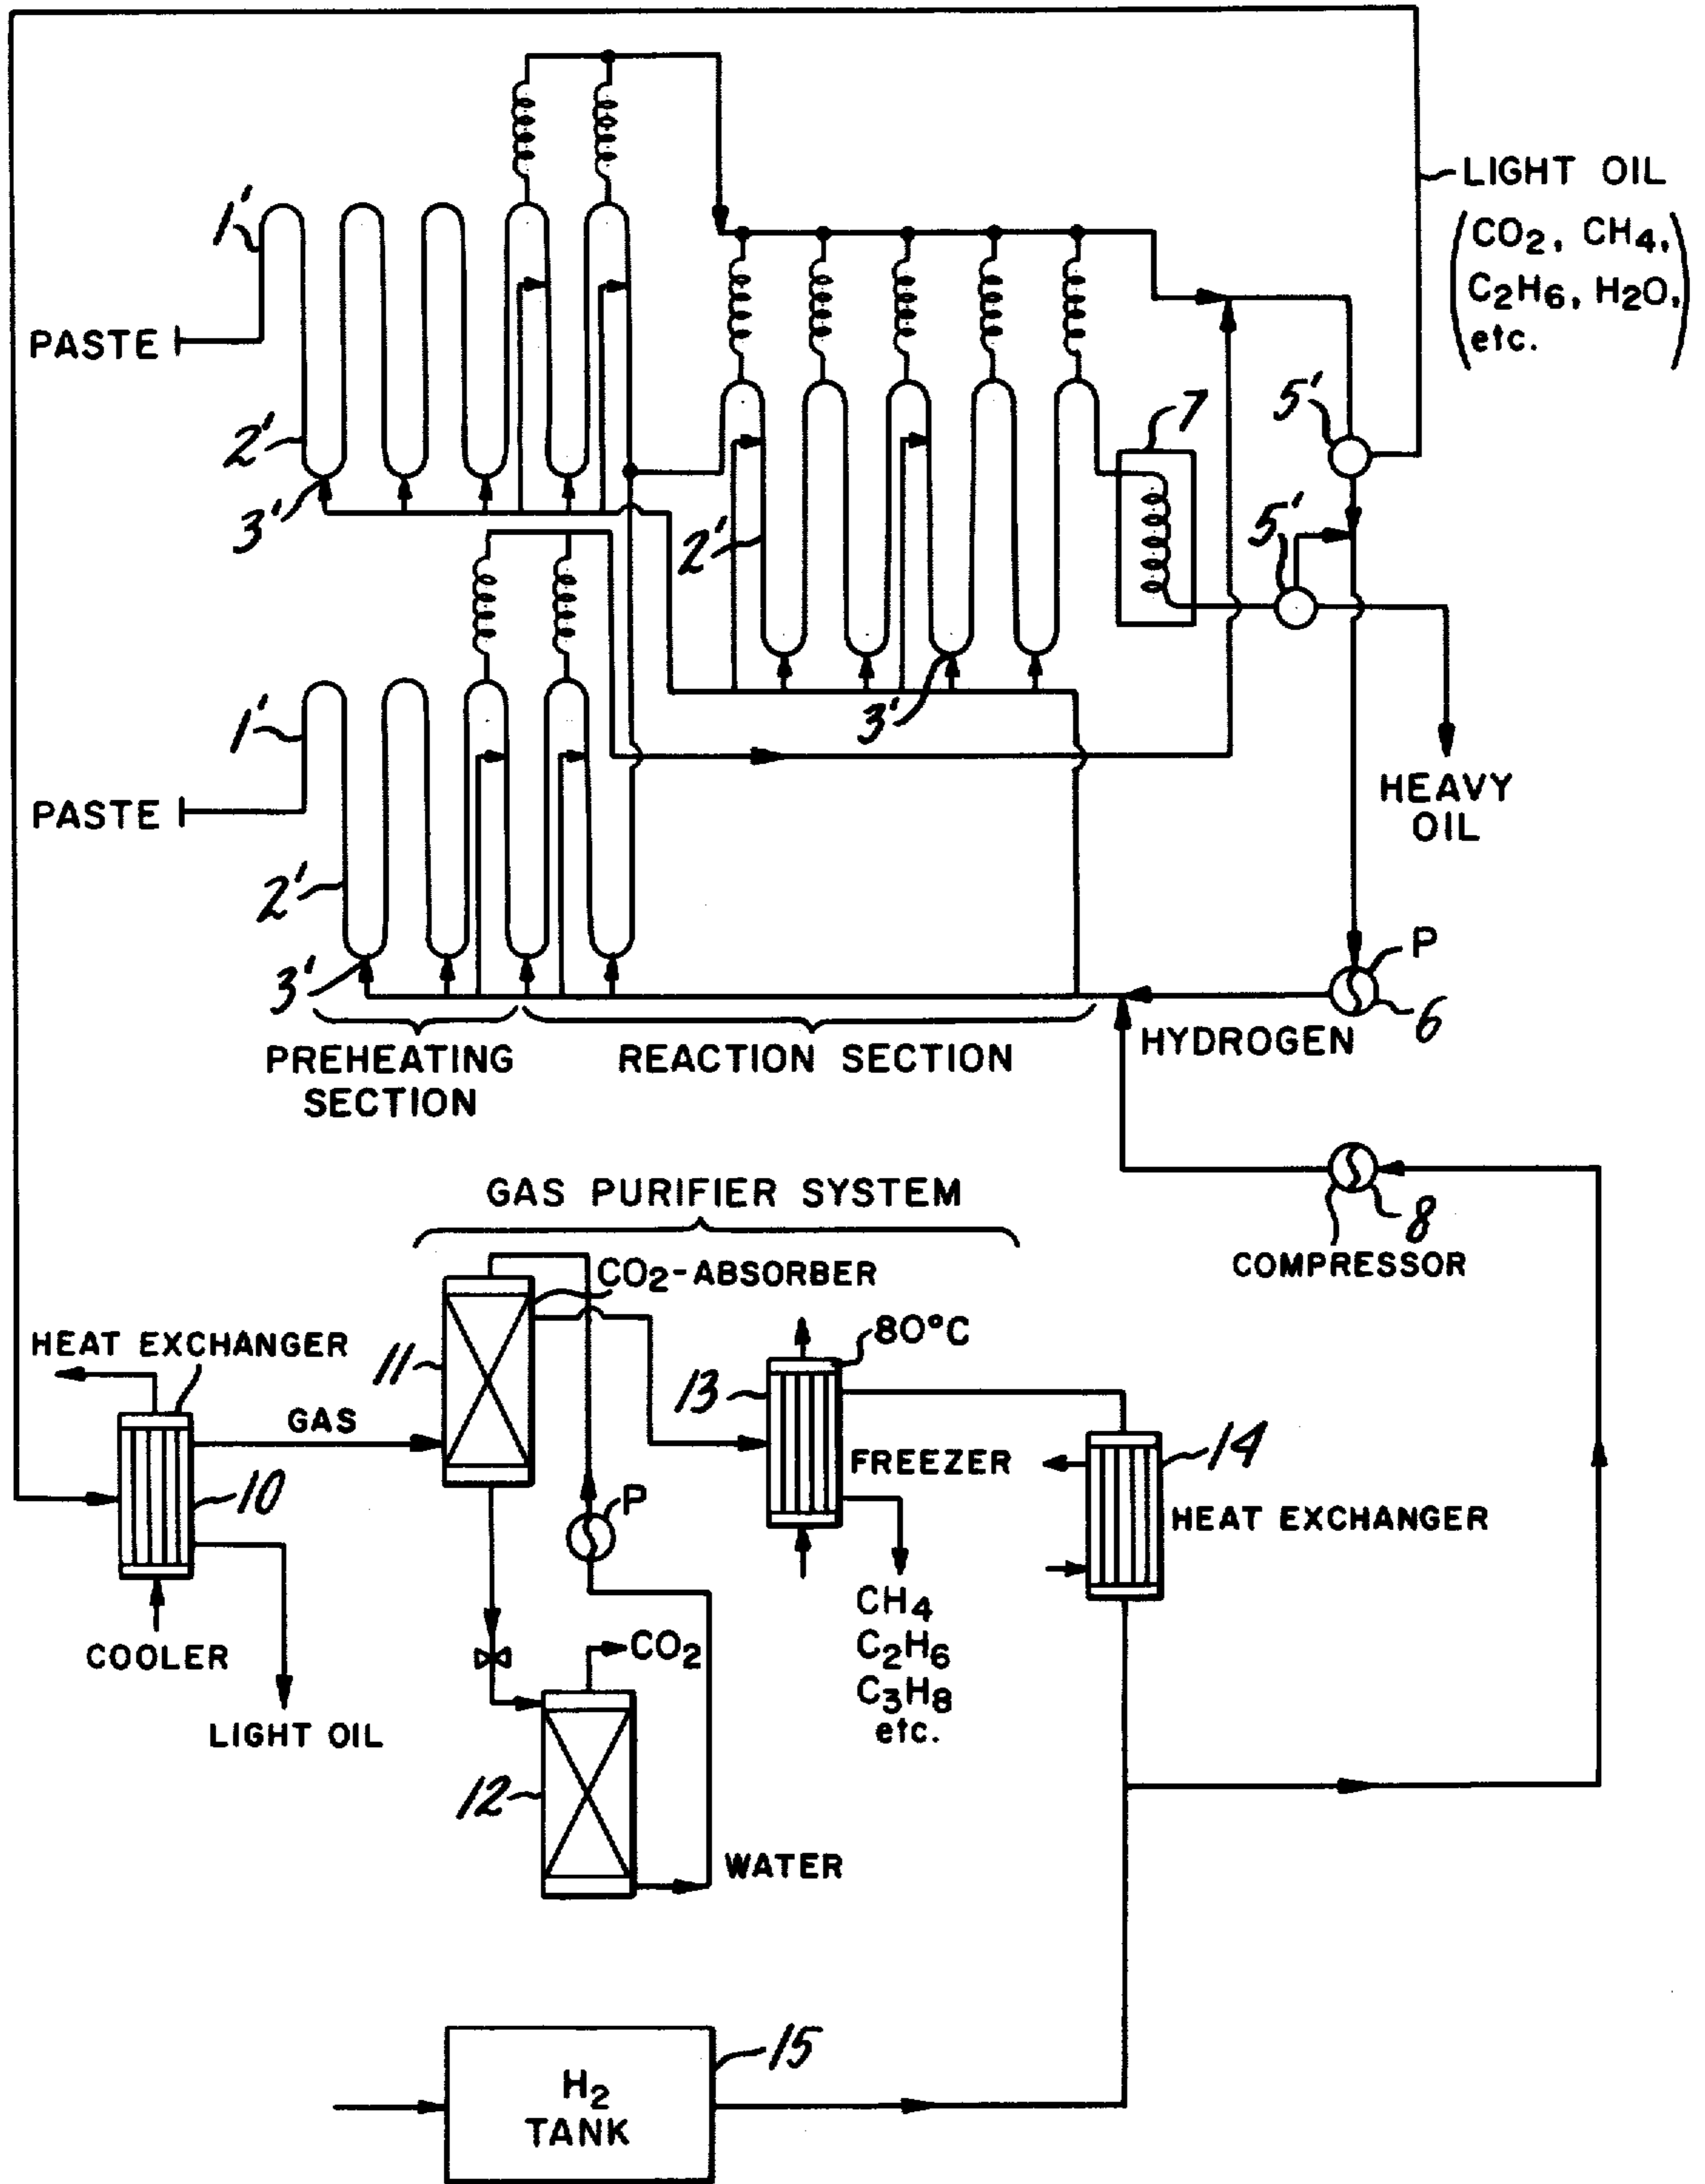 LIGHT OIL
(CO2, CH4,
C2H6, H2O,
etc.)
1'
PASTE
2'
3'
7
5'
5'
2'
3'
1'
PASTE
2'
3'
HEAVY
OIL
P
6
HYDROGEN
PREHEATING
SECTION
REACTION SECTION
GAS PURIFIER SYSTEM
8
COMPRESSOR
CO2-ABSORBER
HEAT EXCHANGER
11
80°C
13
GAS
14
FREEZER
10
P
HEAT EXCHANGER
COOLER
CH4
C2H6
C3H8
etc.
CO2
LIGHT OIL
12
WATER
15
H2
TANK